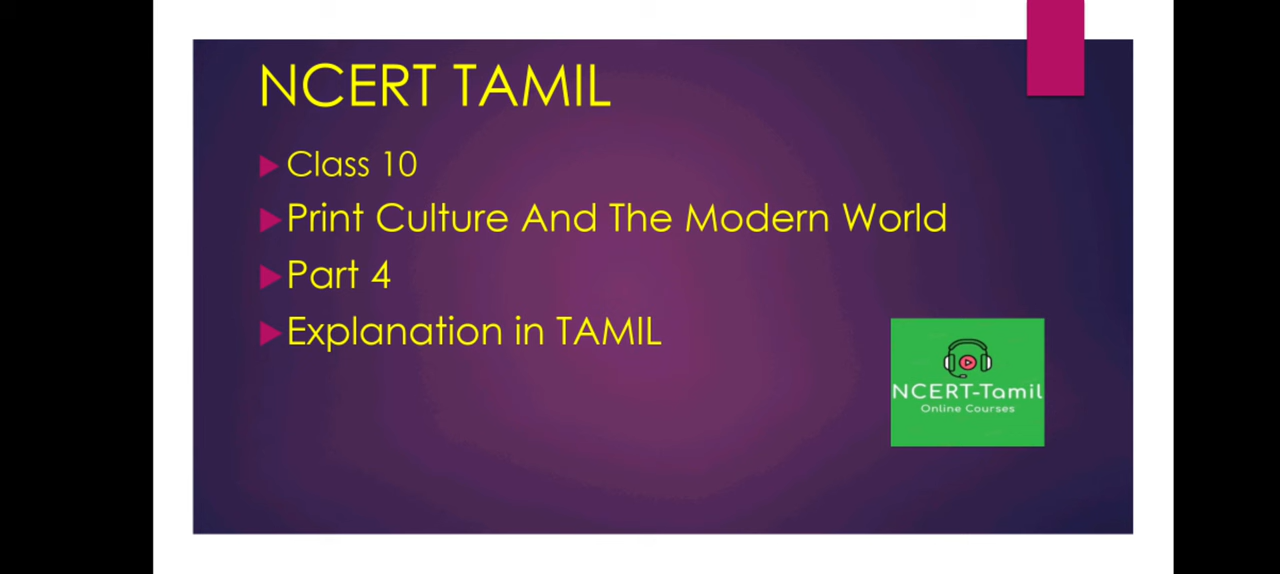 NCERT TAMIL
Class 10
Print Culture And The Modern World
Part 4
Explanation in TAMIL
NCERT-Tamil
Online Courses